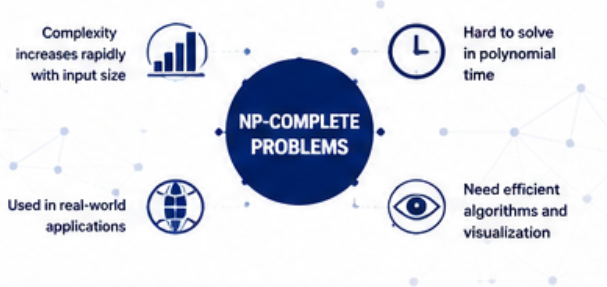 Complexity
increases rapidly
with input size
Hard to solve
in polynomial
time
NP-COMPLETE
PROBLEMS
Used in real-world
applications
Need efficient
algorithms and
visualization